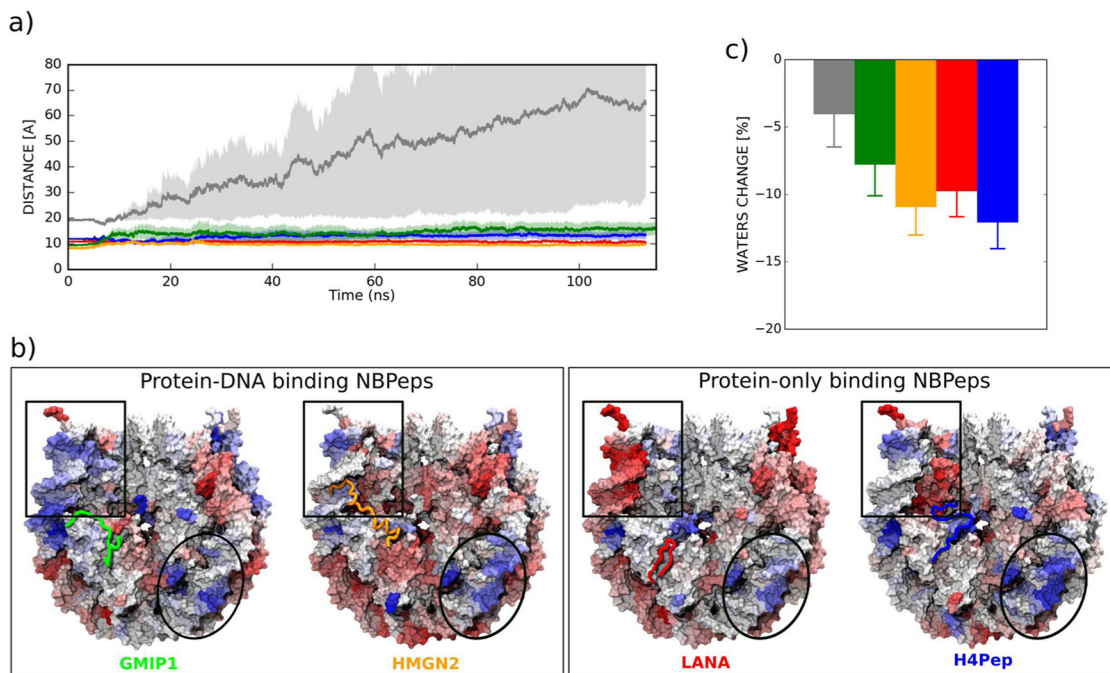 a)
DISTANCE [A]
80
70
60
50
40
30
20
10
0
0 20 40 60 80 100
Time (ns)
c)
WATERS CHANGE [%]
0
−5
−10
−15
−20
b)
Protein-DNA binding NBPeps
GMIP1 HMGN2
Protein-only binding NBPeps
LANA H4Pep